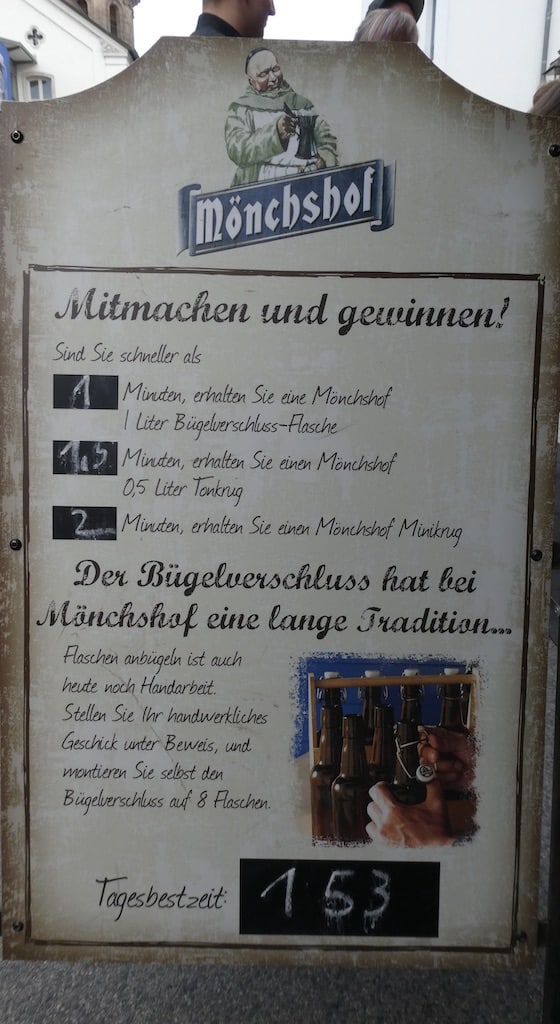 Mönchshof
Mitmachen und gewinnen!
Sind Sie schneller als
1 Minuten, erhalten Sie eine Mönchshof
1 Liter Bügelverschluss-Flasche
1,5 Minuten, erhalten Sie einen Mönchshof
0,5 Liter Tonkrug
2 Minuten, erhalten Sie einen Mönchshof Minikrug
Der Bügelverschluss hat bei
Mönchshof eine lange Tradition...
Flaschen anbügeln ist auch
heute noch Handarbeit.
Stellen Sie Ihr handwerkliches
Geschick unter Beweis, und
montieren Sie selbst den
Bügelverschluss auf 8 Flaschen.
Tagesbestzeit: 1 53